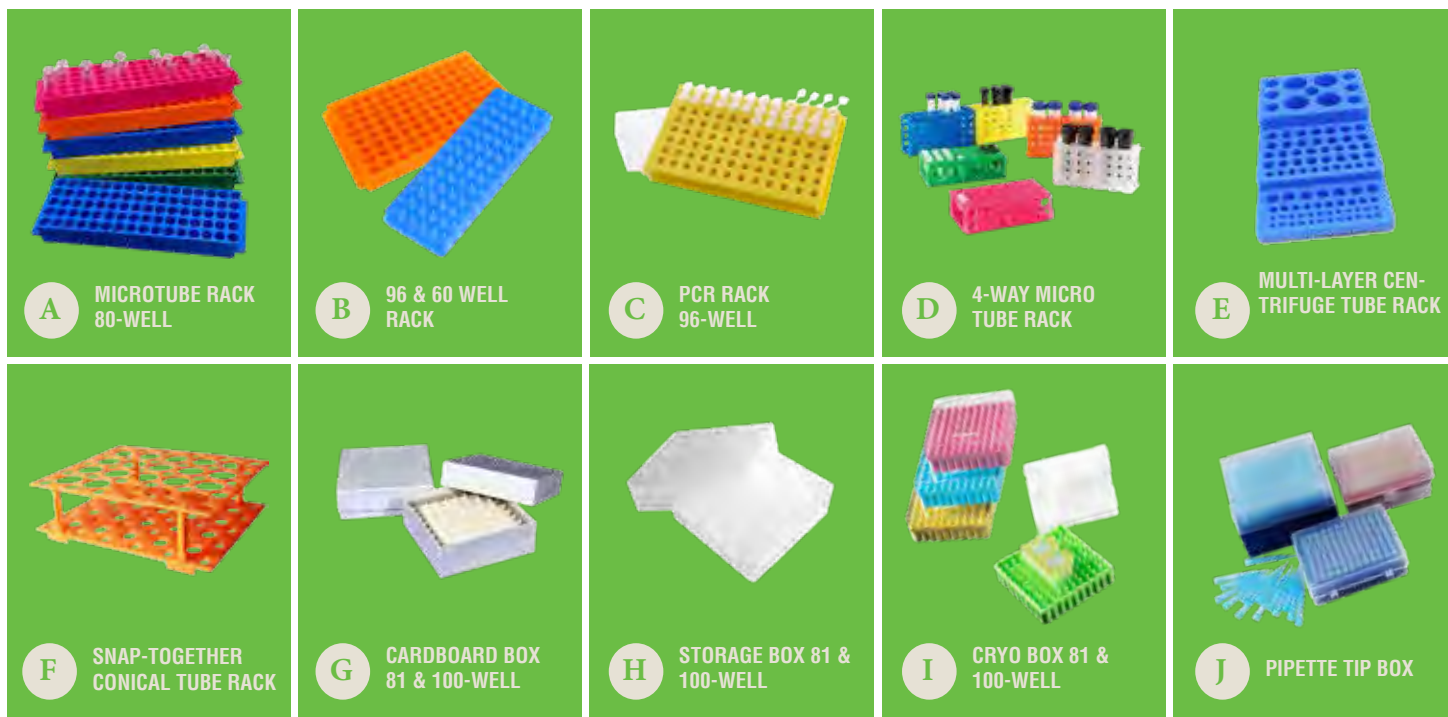 A
MICROTUBE RACK
80-WELL
B
96 & 60 WELL
RACK
C
PCR RACK
96-WELL
D
4-WAY MICRO
TUBE RACK
E
MULTI-LAYER CEN-
TRIFUGE TUBE RACK
F
SNAP-TOGETHER
CONICAL TUBE RACK
G
CARDBOARD BOX
81 & 100-WELL
H
STORAGE BOX 81 &
100-WELL
I
CRYO BOX 81 &
100-WELL
J
PIPETTE TIP BOX